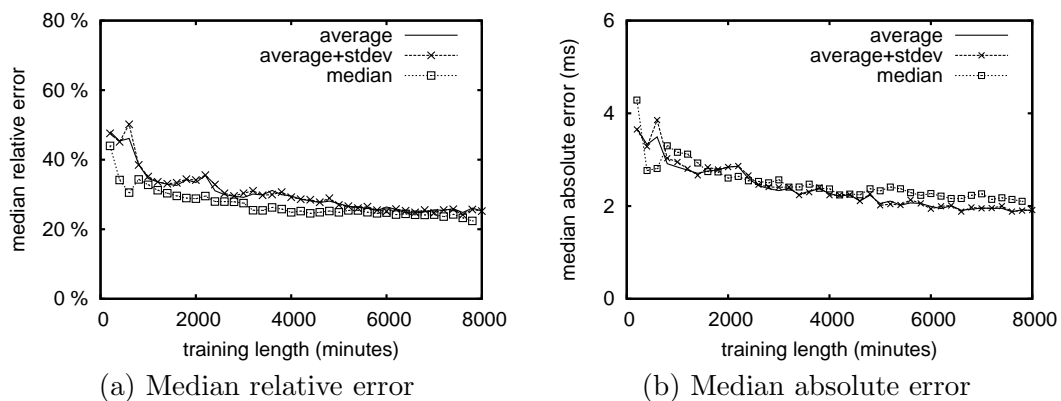 80 %
60 %
40 %
20 %
0 %
median relative error
average
average+stdev
median
0 2000 4000 6000 8000
training length (minutes)
(a) Median relative error
6
4
2
0
median absolute error (ms)
average
average+stdev
median
0 2000 4000 6000 8000
training length (minutes)
(b) Median absolute error